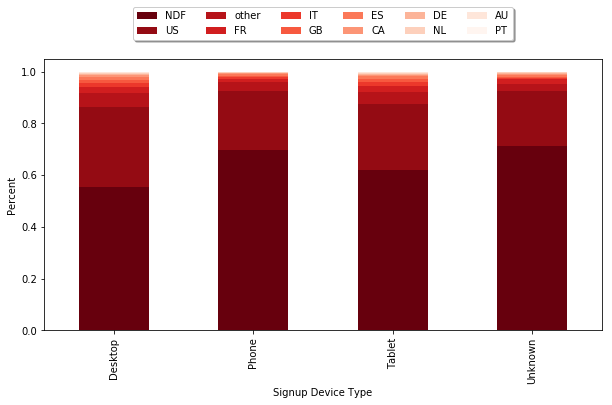 NDF other IT ES DE AU
US FR GB CA NL PT
1.0
0.8
0.6
0.4
0.2
0.0
Percent
Desktop
Phone
Tablet
Unknown
Signup Device Type